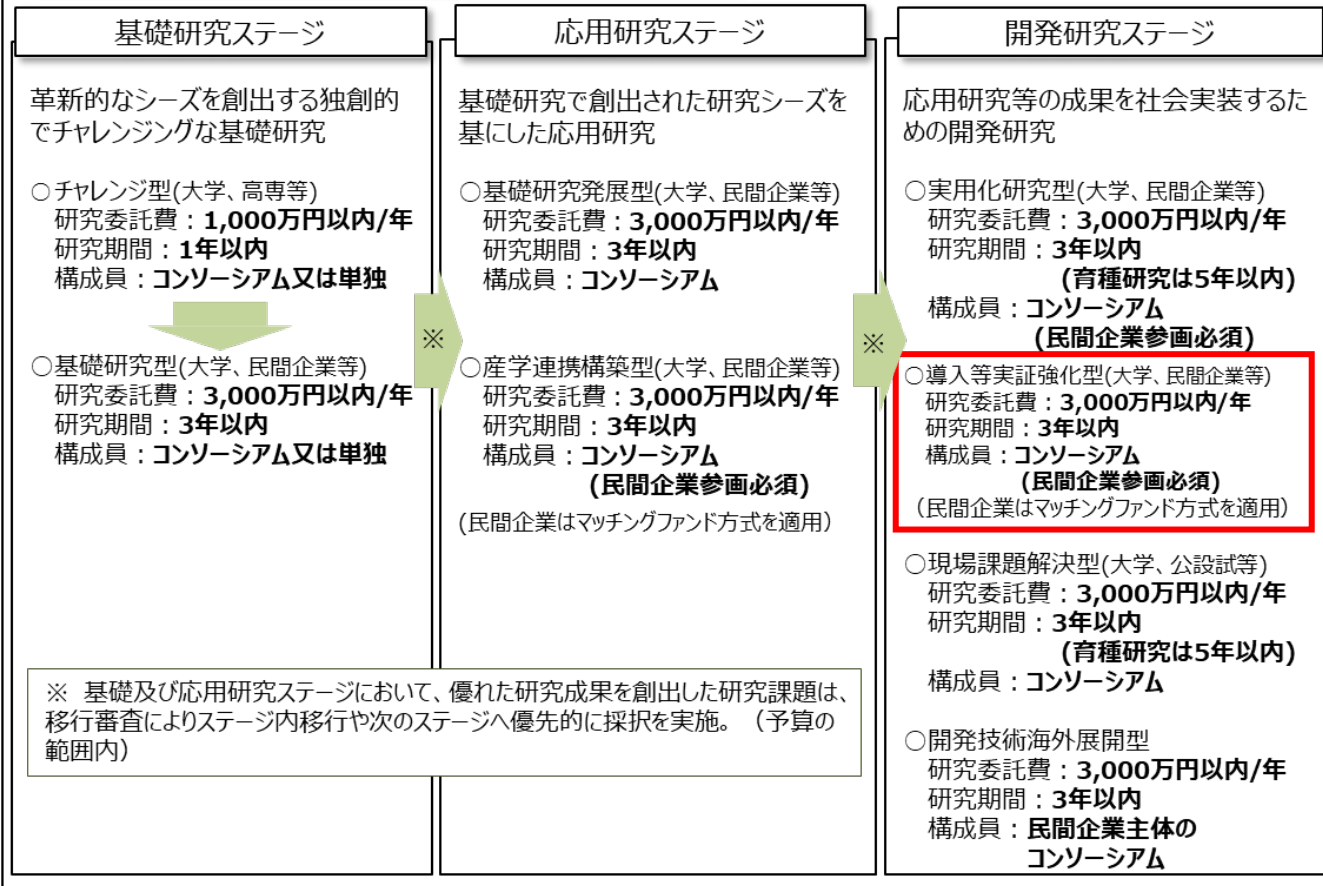 基礎研究ステージ
革新的なシーズを創出する独創的
でチャレンジングな基礎研究
○チャレンジ型(大学、高専等)
研究委託費：1,000万円以内/年
研究期間：1年以内
構成員：コンソーシアム又は単独
○基礎研究型(大学、民間企業等)
研究委託費：3,000万円以内/年
研究期間：3年以内
構成員：コンソーシアム又は単独
※
応用研究ステージ
基礎研究で創出された研究シーズを
基にした応用研究
○基礎研究発展型(大学、民間企業等)
研究委託費：3,000万円以内/年
研究期間：3年以内
構成員：コンソーシアム
○産学連携構築型(大学、民間企業等)
研究委託費：3,000万円以内/年
研究期間：3年以内
構成員：コンソーシアム
(民間企業参画必須)
(民間企業はマッチングファンド方式を適用)
※
開発研究ステージ
応用研究等の成果を社会実装するた
めの開発研究
○実用化研究型(大学、民間企業等)
研究委託費：3,000万円以内/年
研究期間：3年以内
(育種研究は5年以内)
構成員：コンソーシアム
(民間企業参画必須)
○導入等実証強化型(大学、民間企業等)
研究委託費：3,000万円以内/年
研究期間：3年以内
構成員：コンソーシアム
(民間企業参画必須)
（民間企業はマッチングファンド方式を適用）
○現場課題解決型(大学、公設試等)
研究委託費：3,000万円以内/年
研究期間：3年以内
(育種研究は5年以内)
構成員：コンソーシアム
○開発技術海外展開型
研究委託費：3,000万円以内/年
研究期間：3年以内
構成員：民間企業主体の
コンソーシアム
※ 基礎及び応用研究ステージにおいて、優れた研究成果を創出した研究課題は、
移行審査によりステージ内移行や次のステージへ優先的に採択を実施。（予算の
範囲内）